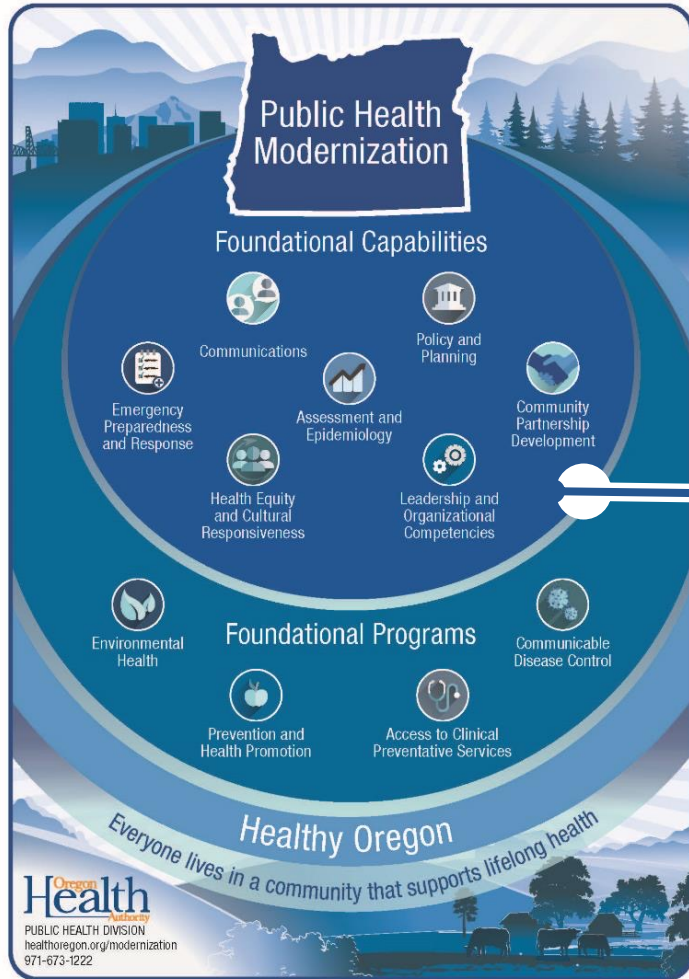 Public Health
Modernization
Foundational Capabilities
Communications
Policy and
Planning
Emergency
Preparedness
and Response
Assessment and
Epidemiology
Community
Partnership
Development
Health Equity
and Cultural
Responsiveness
Leadership and
Organizational
Competencies
Environmental
Health
Foundational Programs
Communicable
Disease Control
Prevention and
Health Promotion
Access to Clinical
Preventative Services
Healthy Oregon
Everyone lives in a community that supports lifelong health
Oregon
Health
Authority
PUBLIC HEALTH DIVISION
healthoregon.org/modernization
971-673-1222